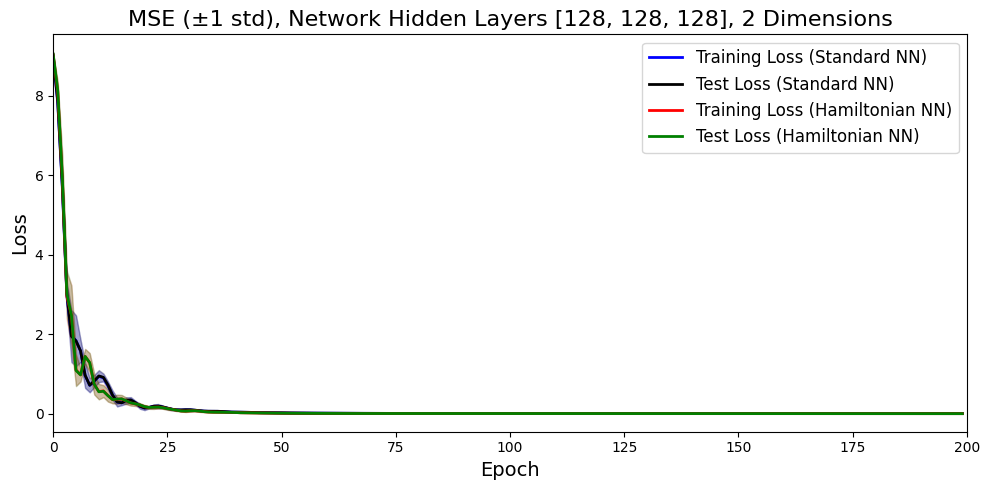 MSE (±1 std), Network Hidden Layers [128, 128, 128], 2 Dimensions
Training Loss (Standard NN)
Test Loss (Standard NN)
Training Loss (Hamiltonian NN)
Test Loss (Hamiltonian NN)
Loss
8
6
4
2
0
0 25 50 75 100 125 150 175 200
Epoch